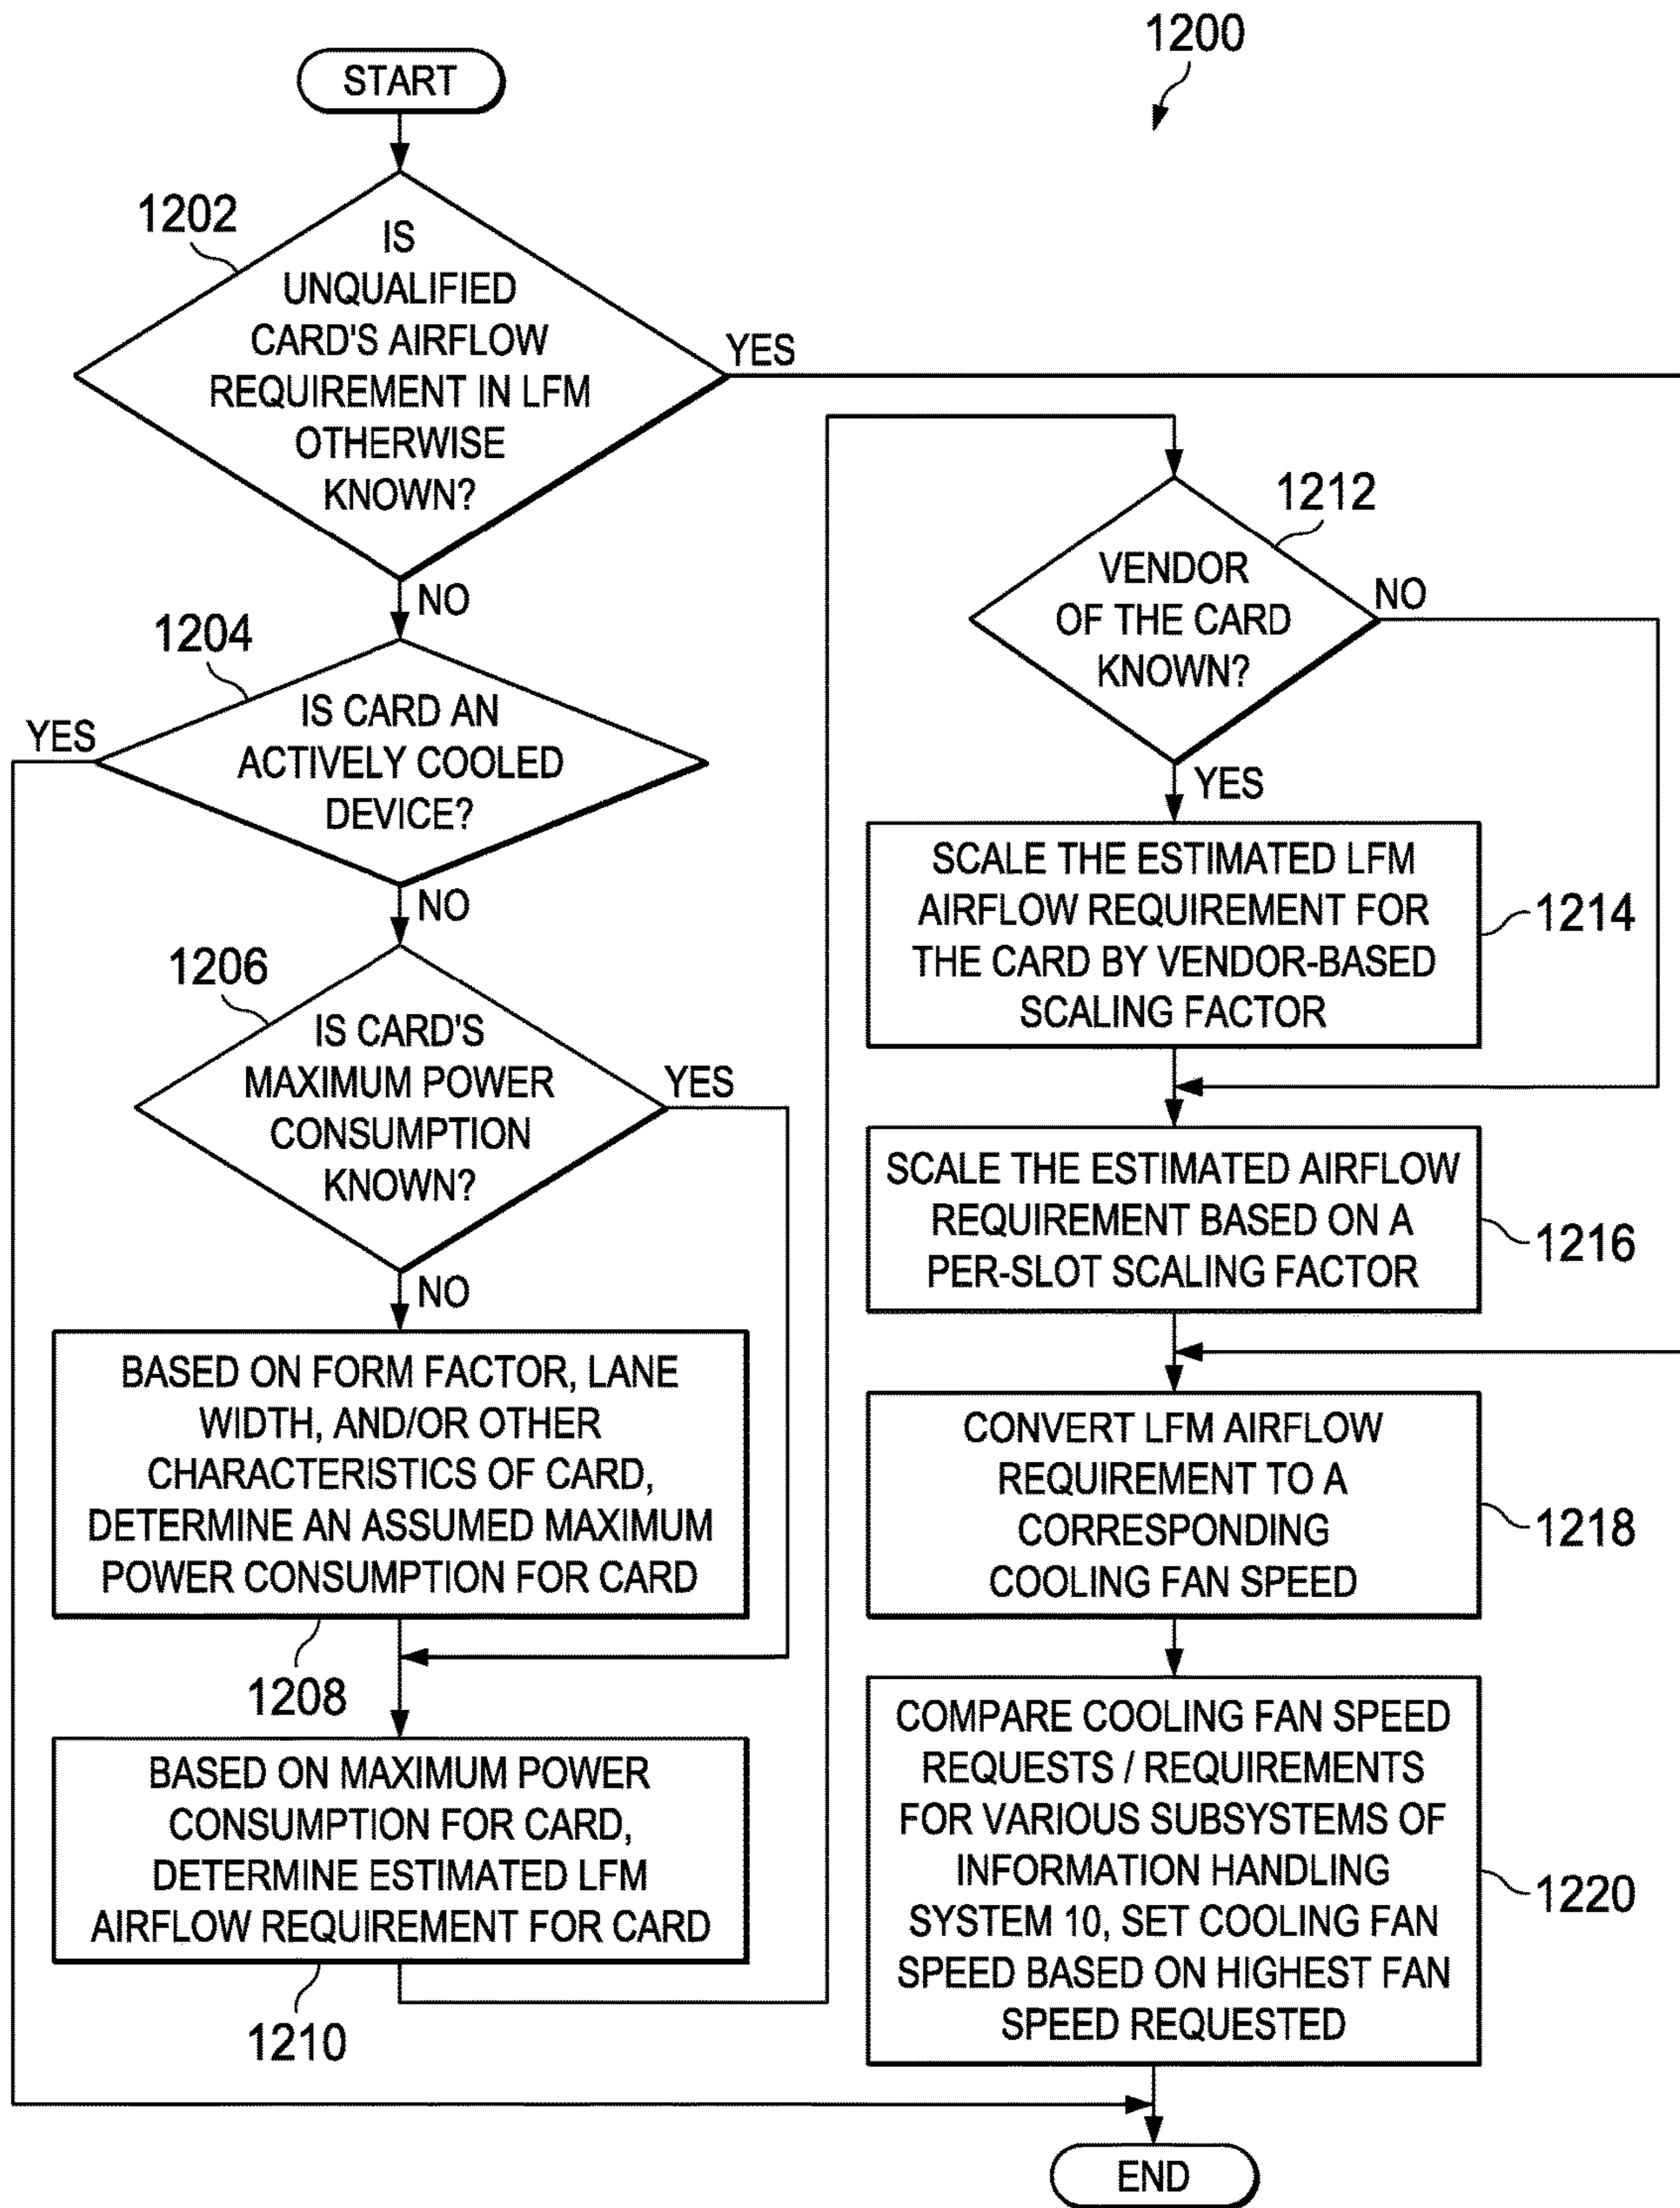 1200
START
1202
IS
UNQUALIFIED
CARD'S AIRFLOW
REQUIREMENT IN LFM
OTHERWISE
KNOWN?
YES
NO
1204
IS CARD AN
ACTIVELY COOLED
DEVICE?
YES
NO
1206
IS CARD'S
MAXIMUM POWER
CONSUMPTION
KNOWN?
YES
NO
BASED ON FORM FACTOR, LANE
WIDTH, AND/OR OTHER
CHARACTERISTICS OF CARD,
DETERMINE AN ASSUMED MAXIMUM
POWER CONSUMPTION FOR CARD
1208
BASED ON MAXIMUM POWER
CONSUMPTION FOR CARD,
DETERMINE ESTIMATED LFM
AIRFLOW REQUIREMENT FOR CARD
1210
1212
VENDOR
OF THE CARD
KNOWN?
NO
YES
SCALE THE ESTIMATED LFM
AIRFLOW REQUIREMENT FOR
THE CARD BY VENDOR-BASED
SCALING FACTOR
1214
SCALE THE ESTIMATED AIRFLOW
REQUIREMENT BASED ON A
PER-SLOT SCALING FACTOR
1216
CONVERT LFM AIRFLOW
REQUIREMENT TO A
CORRESPONDING
COOLING FAN SPEED
1218
COMPARE COOLING FAN SPEED
REQUESTS / REQUIREMENTS
FOR VARIOUS SUBSYSTEMS OF
INFORMATION HANDLING
SYSTEM 10, SET COOLING FAN
SPEED BASED ON HIGHEST FAN
SPEED REQUESTED
1220
END